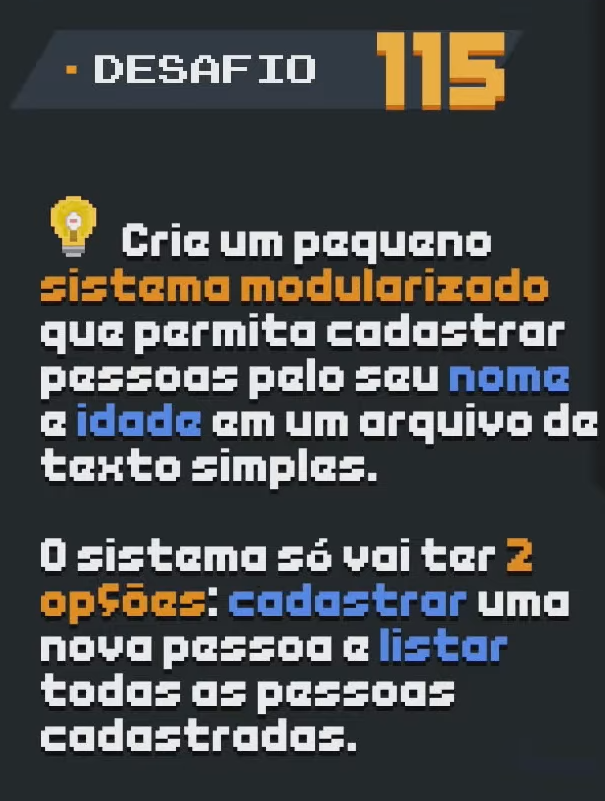 DESAFIO 115
Crie um pequeno
sistema modularizado
que permita cadastrar
pessoas pelo seu nome
e idade em um arquivo de
texto simples.
O sistema só vai ter 2
opções: cadastrar uma
nova pessoa e listar
todas as pessoas
cadastradas.